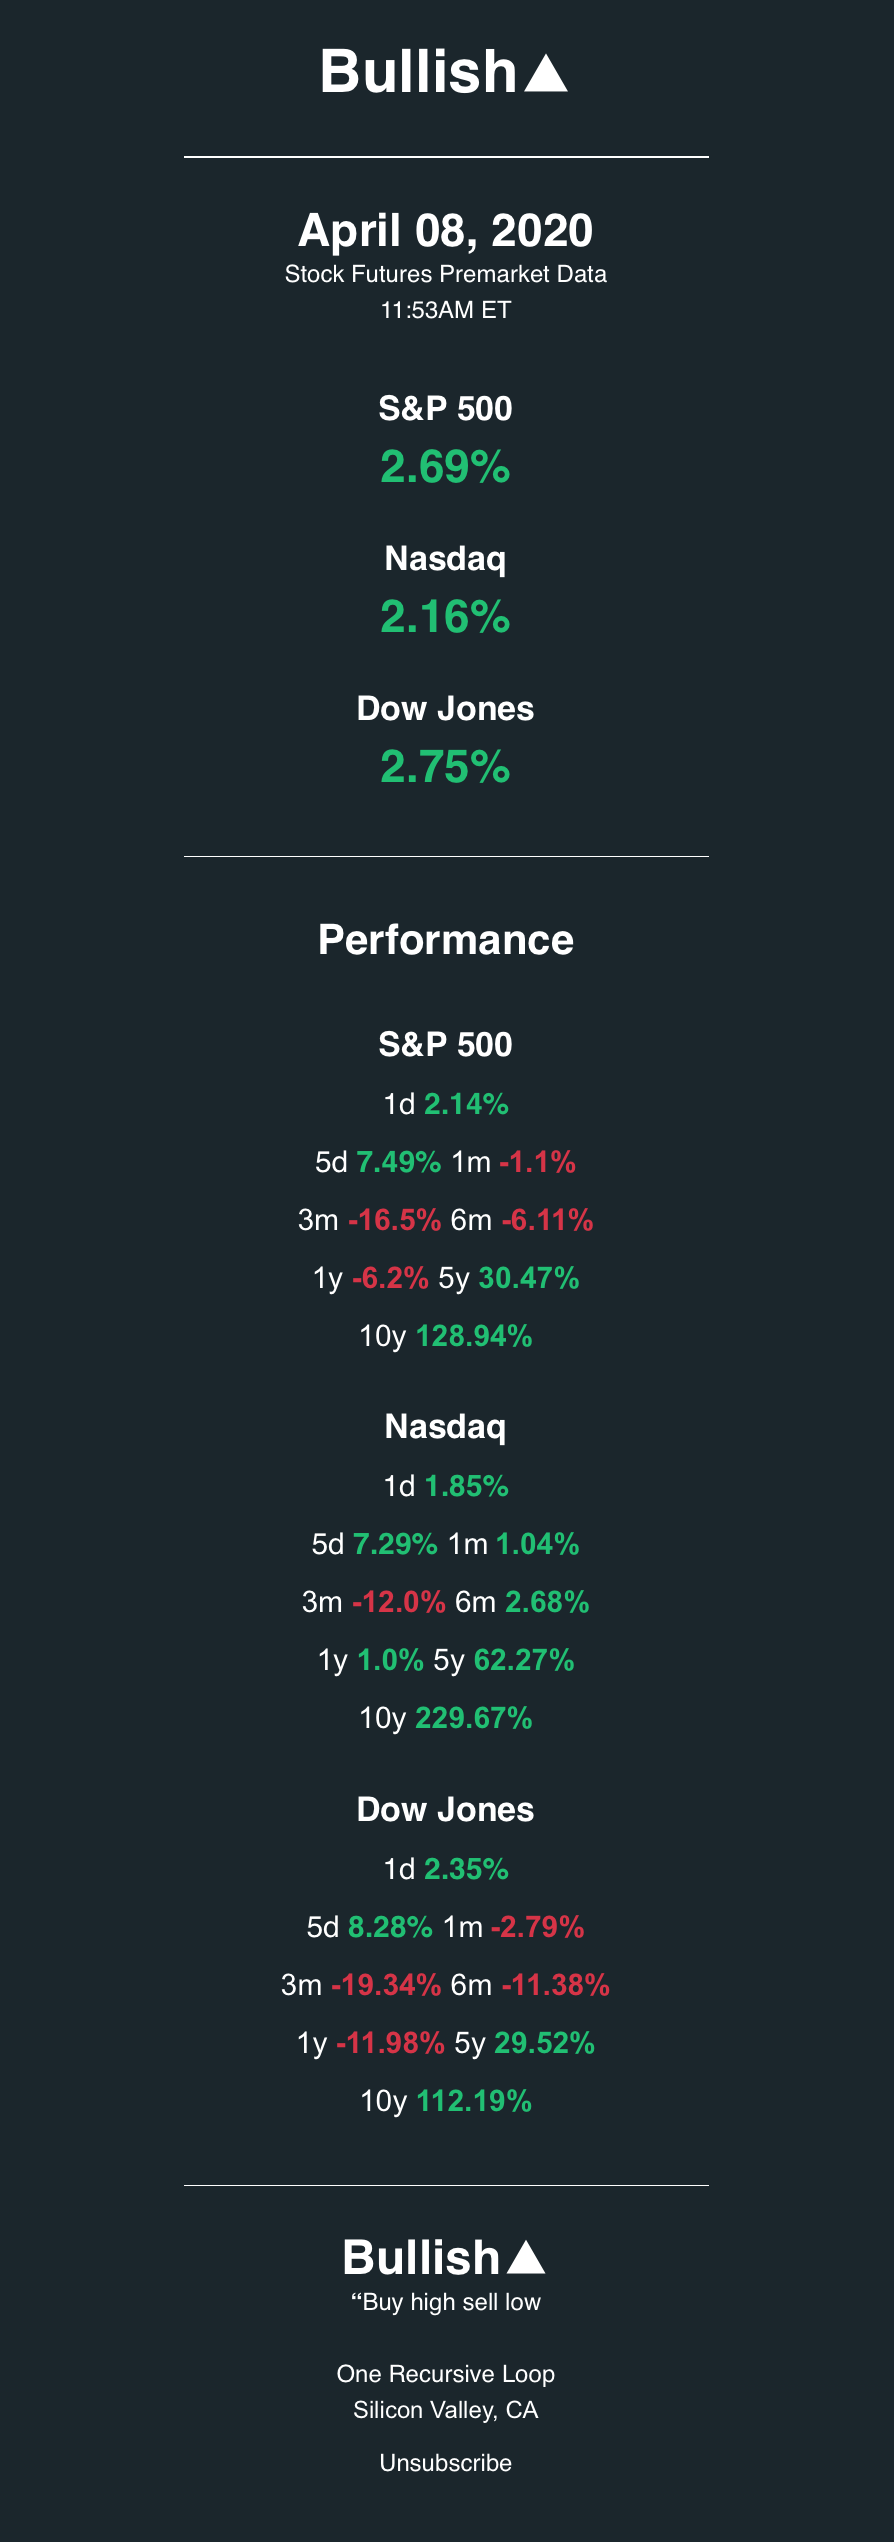 Bullish
April 08, 2020
Stock Futures Premarket Data
11:53AM ET
S&P 500
2.69%
Nasdaq
2.16%
Dow Jones
2.75%
Performance
S&P 500
1d 2.14%
5d 7.49% 1m -1.1%
3m -16.5% 6m -6.11%
1y -6.2% 5y 30.47%
10y 128.94%
Nasdaq
1d 1.85%
5d 7.29% 1m 1.04%
3m -12.0% 6m 2.68%
1y 1.0% 5y 62.27%
10y 229.67%
Dow Jones
1d 2.35%
5d 8.28% 1m -2.79%
3m -19.34% 6m -11.38%
1y -11.98% 5y 29.52%
10y 112.19%
Bullish
“Buy high sell low
One Recursive Loop
Silicon Valley, CA
Unsubscribe